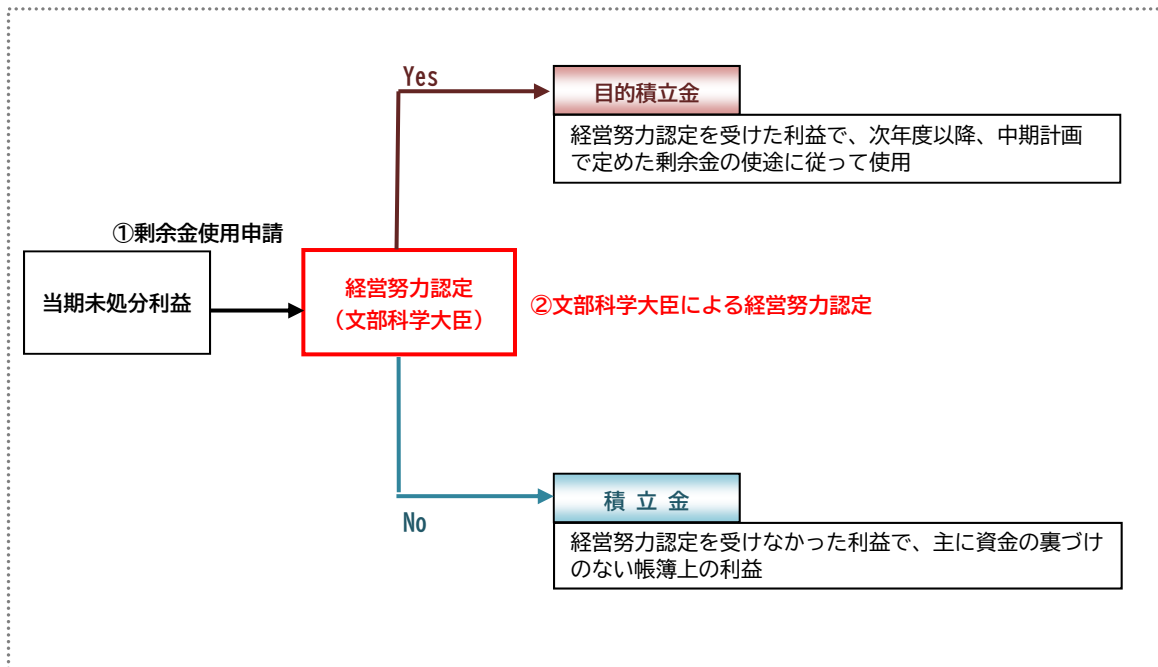 Yes
目的積立金
経営努力認定を受けた利益で、次年度以降、中期計画
で定めた剰余金の使途に従って使用
①剰余金使用申請
当期未処分利益
経営努力認定
（文部科学大臣）
②文部科学大臣による経営努力認定
No
積 立 金
経営努力認定を受けなかった利益で、主に資金の裏づけ
のない帳簿上の利益